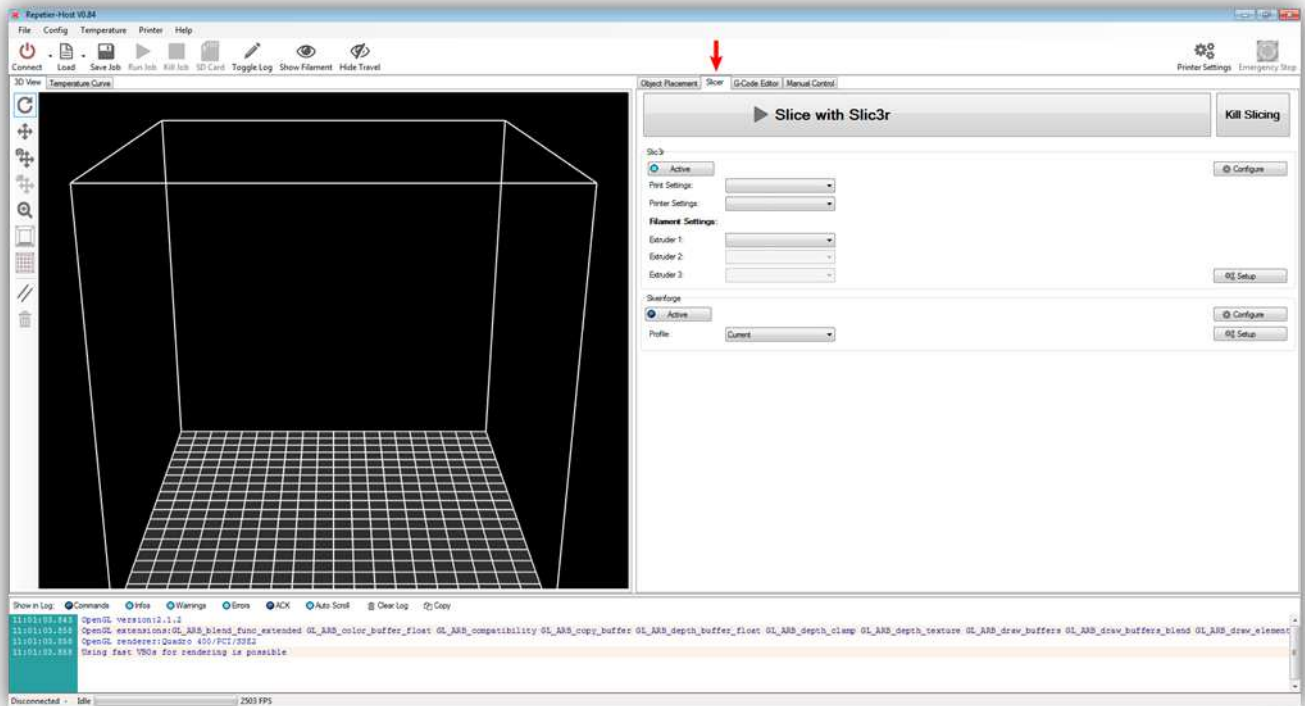 Repetier-Host V0.84
File Config Temperature Printer Help
Connect Load Save Job Run Job Kill Job SD Card Toggle Log Show Filament Hide Travel Printer Settings Emergency Stop
3D View Temperature Curve
Object Placement Slicer G-Code Editor Manual Control
Slice with Slic3r
Kill Slicing
Slic3r
Active Configure
Print Settings:
Printer Settings:
Filament Settings:
Extruder 1:
Extruder 2:
Extruder 3: Setup
Skeinforge
Active Configure
Profile: Current Setup
Show in Log: Commands Infos Warnings Errors ACK Auto Scroll Clear Log Copy
11:01:03.843 OpenGL version:2.1.2
11:01:03.858 OpenGL extensions:GL_ARB_blend_func_extended GL_ARB_color_buffer_float GL_ARB_compatibility GL_ARB_copy_buffer GL_ARB_depth_buffer_float GL_ARB_depth_clamp GL_ARB_depth_texture GL_ARB_draw_buffers GL_ARB_draw_buffers_blend GL_ARB_draw_element
11:01:03.858 OpenGL renderer:Quadro 400/PCI/SSE2
11:01:03.858 Using fast VBOs for rendering is possible
Disconnected - Idle 2503 FPS